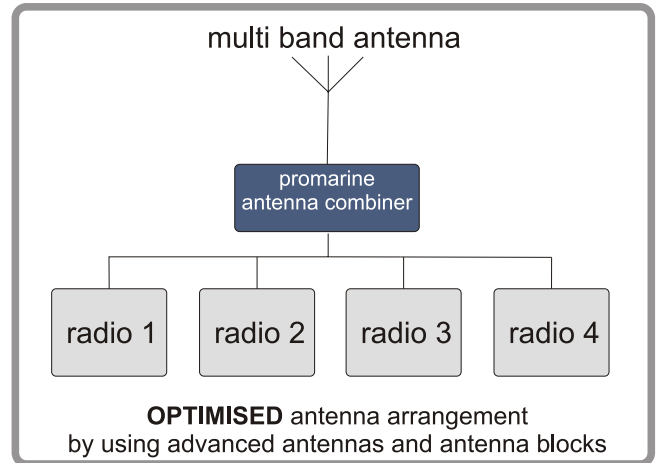 multi band antenna
promarine
antenna combiner
radio 1
radio 2
radio 3
radio 4
OPTIMISED antenna arrangement
by using advanced antennas and antenna blocks